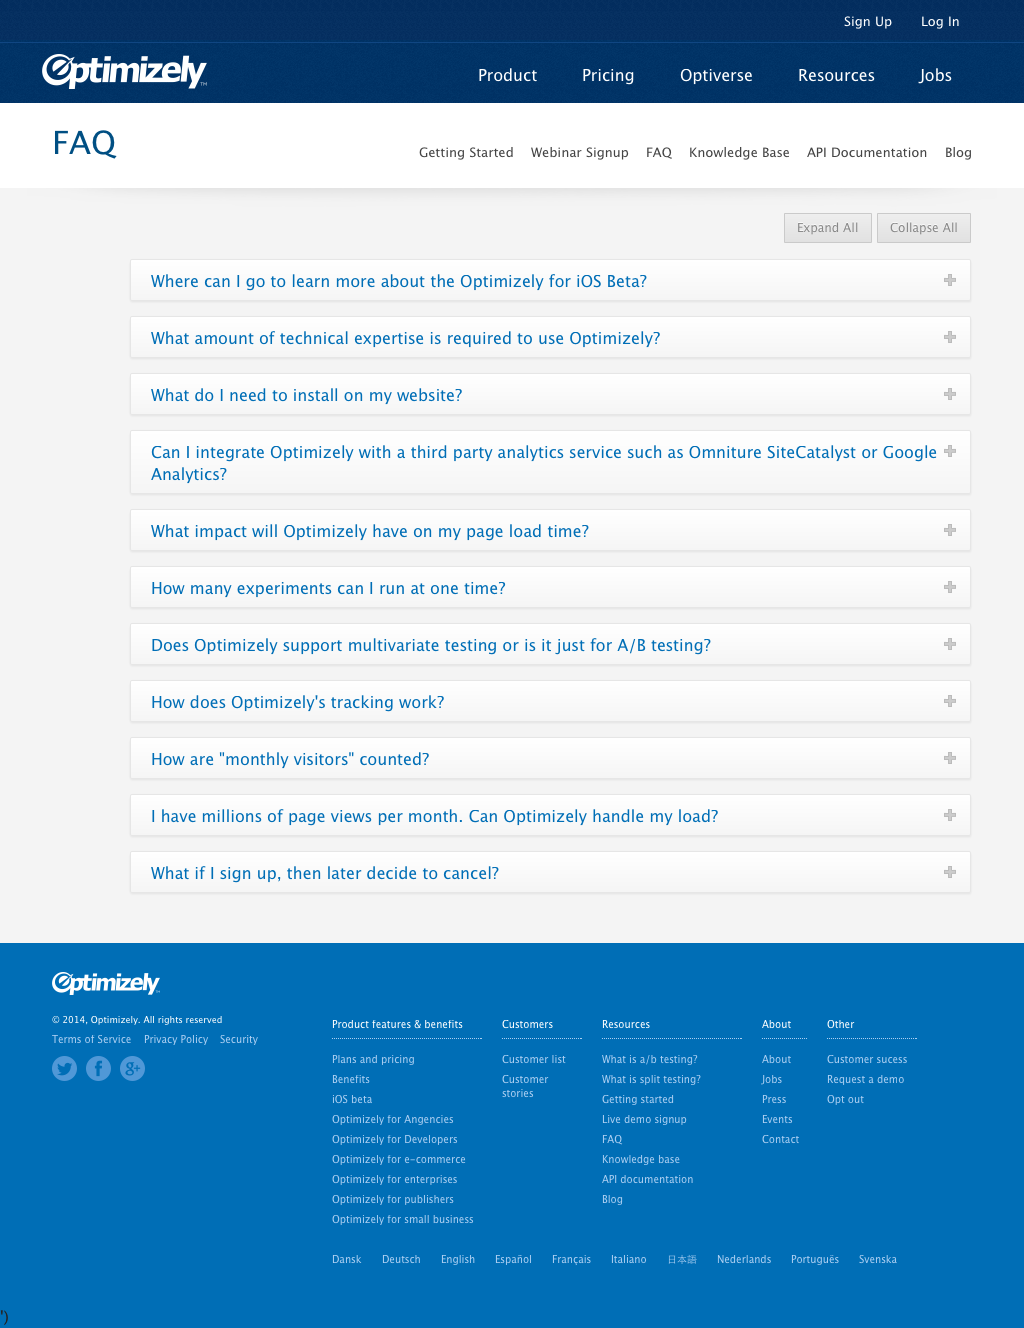 Sign Up Log In
Optimizely™
Product Pricing Optiverse Resources Jobs
FAQ
Getting Started Webinar Signup FAQ Knowledge Base API Documentation Blog
Expand All Collapse All
Where can I go to learn more about the Optimizely for iOS Beta?
What amount of technical expertise is required to use Optimizely?
What do I need to install on my website?
Can I integrate Optimizely with a third party analytics service such as Omniture SiteCatalyst or Google
Analytics?
What impact will Optimizely have on my page load time?
How many experiments can I run at one time?
Does Optimizely support multivariate testing or is it just for A/B testing?
How does Optimizely's tracking work?
How are "monthly visitors" counted?
I have millions of page views per month. Can Optimizely handle my load?
What if I sign up, then later decide to cancel?
Optimizely
© 2014, Optimizely. All rights reserved
Terms of Service Privacy Policy Security
Product features & benefits
Plans and pricing
Benefits
iOS beta
Optimizely for Angencies
Optimizely for Developers
Optimizely for e-commerce
Optimizely for enterprises
Optimizely for publishers
Optimizely for small business
Customers
Customer list
Customer
stories
Resources
What is a/b testing?
What is split testing?
Getting started
Live demo signup
FAQ
Knowledge base
API documentation
Blog
About
About
Jobs
Press
Events
Contact
Other
Customer sucess
Request a demo
Opt out
Dansk Deutsch English Español Français Italiano 日本語 Nederlands Português Svenska
')